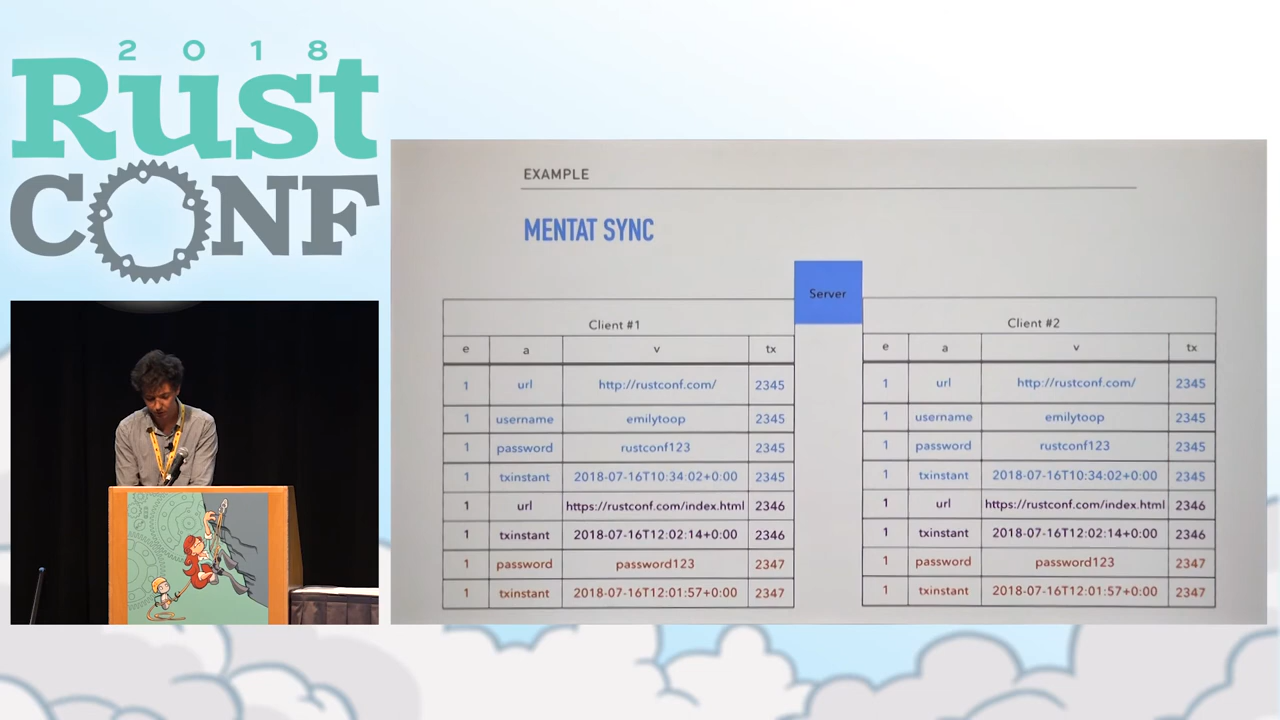 2018
Rust
CONF
EXAMPLE
MENTAT SYNC
Server
Client #1
e a v tx
1 url http://rustconf.com/ 2345
1 username emilytoop 2345
1 password rustconf123 2345
1 txinstant 2018-07-16T10:34:02+0:00 2345
1 url https://rustconf.com/index.html 2346
1 txinstant 2018-07-16T12:02:14+0:00 2346
1 password password123 2347
1 txinstant 2018-07-16T12:01:57+0:00 2347
Client #2
e a v tx
1 url http://rustconf.com/ 2345
1 username emilytoop 2345
1 password rustconf123 2345
1 txinstant 2018-07-16T10:34:02+0:00 2345
1 url https://rustconf.com/index.html 2346
1 txinstant 2018-07-16T12:02:14+0:00 2346
1 password password123 2347
1 txinstant 2018-07-16T12:01:57+0:00 2347